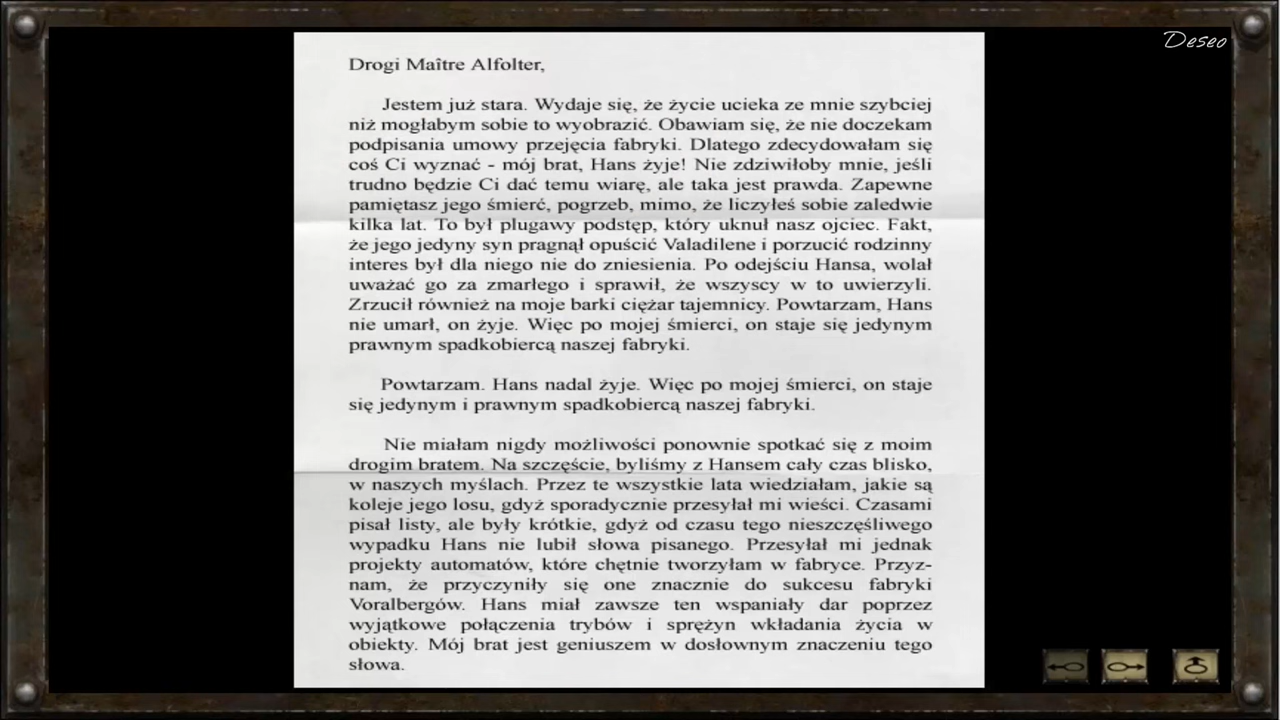 Deseo
Drogi Maître Alfolter,
Jestem już stara. Wydaje się, że życie ucieka ze mnie szybciej
niż mogłabym sobie to wyobrazić. Obawiam się, że nie doczekam
podpisania umowy przejęcia fabryki. Dlatego zdecydowałam się
coś Ci wyznać - mój brat, Hans żyje! Nie zdziwiłoby mnie, jeśli
trudno będzie Ci dać temu wiarę, ale taka jest prawda. Zapewne
pamiętasz jego śmierć, pogrzeb, mimo, że liczyłeś sobie zaledwie
kilka lat. To był plugawy podstęp, który uknuł nasz ojciec. Fakt,
że jego jedyny syn pragnął opuścić Valadilene i porzucić rodzinny
interes był dla niego nie do zniesienia. Po odejściu Hansa, wolał
uważać go za zmarłego i sprawił, że wszyscy w to uwierzyli.
Zrzucił również na moje barki ciężar tajemnicy. Powtarzam, Hans
nie umarł, on żyje. Więc po mojej śmierci, on staje się jedynym
prawnym spadkobiercą naszej fabryki.
Powtarzam. Hans nadal żyje. Więc po mojej śmierci, on staje
się jedynym i prawnym spadkobiercą naszej fabryki.
Nie miałam nigdy możliwości ponownie spotkać się z moim
drogim bratem. Na szczęście, byliśmy z Hansem cały czas blisko,
w naszych myślach. Przez te wszystkie lata wiedziałam, jakie są
koleje jego losu, gdyż sporadycznie przesyłał mi wieści. Czasami
pisał listy, ale były krótkie, gdyż od czasu tego nieszczęśliwego
wypadku Hans nie lubił słowa pisanego. Przesyłał mi jednak
projekty automatów, które chętnie tworzyłam w fabryce. Przyz-
nam, że przyczyniły się one znacznie do sukcesu fabryki
Voralbergów. Hans miał zawsze ten wspaniały dar poprzez
wyjątkowe połączenia trybów i sprężyn wkładania życia w
obiekty. Mój brat jest geniuszem w dosłownym znaczeniu tego
słowa.